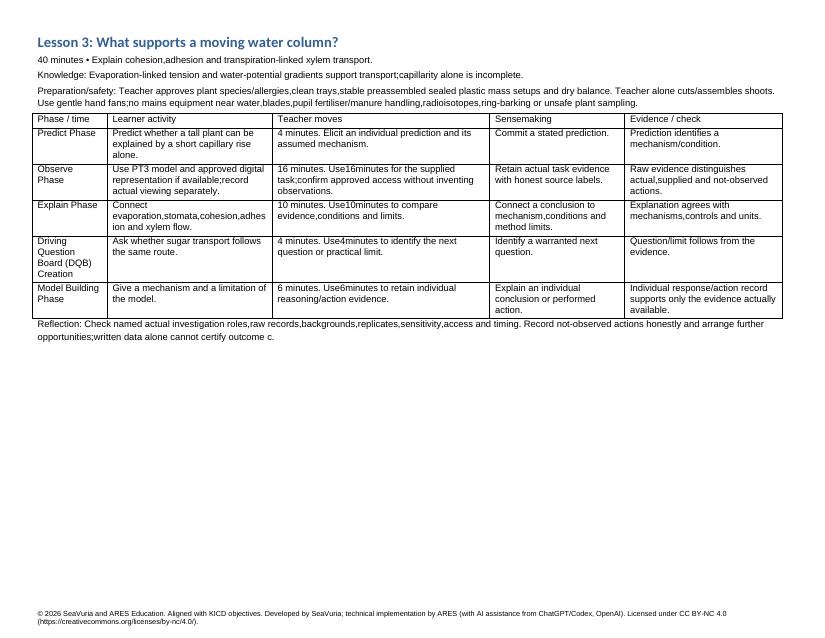 Lesson 3: What supports a moving water column?
40 minutes • Explain cohesion,adhesion and transpiration-linked xylem transport.
Knowledge: Evaporation-linked tension and water-potential gradients support transport;capillarity alone is incomplete.
Preparation/safety: Teacher approves plant species/allergies,clean trays,stable preassembled sealed plastic mass setups and dry balance. Teacher alone cuts/assembles shoots.
Use gentle hand fans;no mains equipment near water,blades,pupil fertiliser/manure handling,radioisotopes,ring-barking or unsafe plant sampling.
Phase / time
Learner activity
Teacher moves
Sensemaking
Evidence / check
Predict Phase
Predict whether a tall plant can be
explained by a short capillary rise
alone.
4 minutes. Elicit an individual prediction and its
assumed mechanism.
Commit a stated prediction.
Prediction identifies a
mechanism/condition.
Observe
Phase
Use PT3 model and approved digital
representation if available;record
actual viewing separately.
16 minutes. Use16minutes for the supplied
task;confirm approved access without inventing
observations.
Retain actual task evidence
with honest source labels.
Raw evidence distinguishes
actual,supplied and not-observed
actions.
Explain Phase
Connect
evaporation,stomata,cohesion,adhes
ion and xylem flow.
10 minutes. Use10minutes to compare
evidence,conditions and limits.
Connect a conclusion to
mechanism,conditions and
method limits.
Explanation agrees with
mechanisms,controls and units.
Driving
Question
Board (DQB)
Creation
Ask whether sugar transport follows
the same route.
4 minutes. Use4minutes to identify the next
question or practical limit.
Identify a warranted next
question.
Question/limit follows from the
evidence.
Model Building
Phase
Give a mechanism and a limitation of
the model.
6 minutes. Use6minutes to retain individual
reasoning/action evidence.
Explain an individual
conclusion or performed
action.
Individual response/action record
supports only the evidence actually
available.
Reflection: Check named actual investigation roles,raw records,backgrounds,replicates,sensitivity,access and timing. Record not-observed actions honestly and arrange further
opportunities;written data alone cannot certify outcome c.
© 2026 SeaVuria and ARES Education. Aligned with KICD objectives. Developed by SeaVuria; technical implementation by ARES (with AI assistance from ChatGPT/Codex, OpenAI). Licensed under CC BY-NC 4.0
(https://creativecommons.org/licenses/by-nc/4.0/).